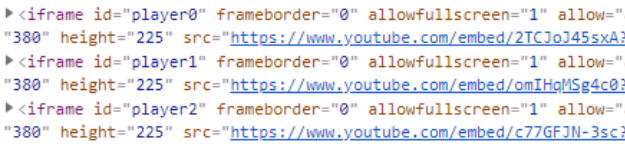 ▶<iframe id="player0" frameborder="0" allowfullscreen="1" allow="
"380" height="225" src="https://www.youtube.com/embed/2TCJoJ45sxA?
▶<iframe id="player1" frameborder="0" allowfullscreen="1" allow="
"380" height="225" src="https://www.youtube.com/embed/omIHqMSg4c0?
▶<iframe id="player2" frameborder="0" allowfullscreen="1" allow="
"380" height="225" src="https://www.youtube.com/embed/c77GFJN-3sc?